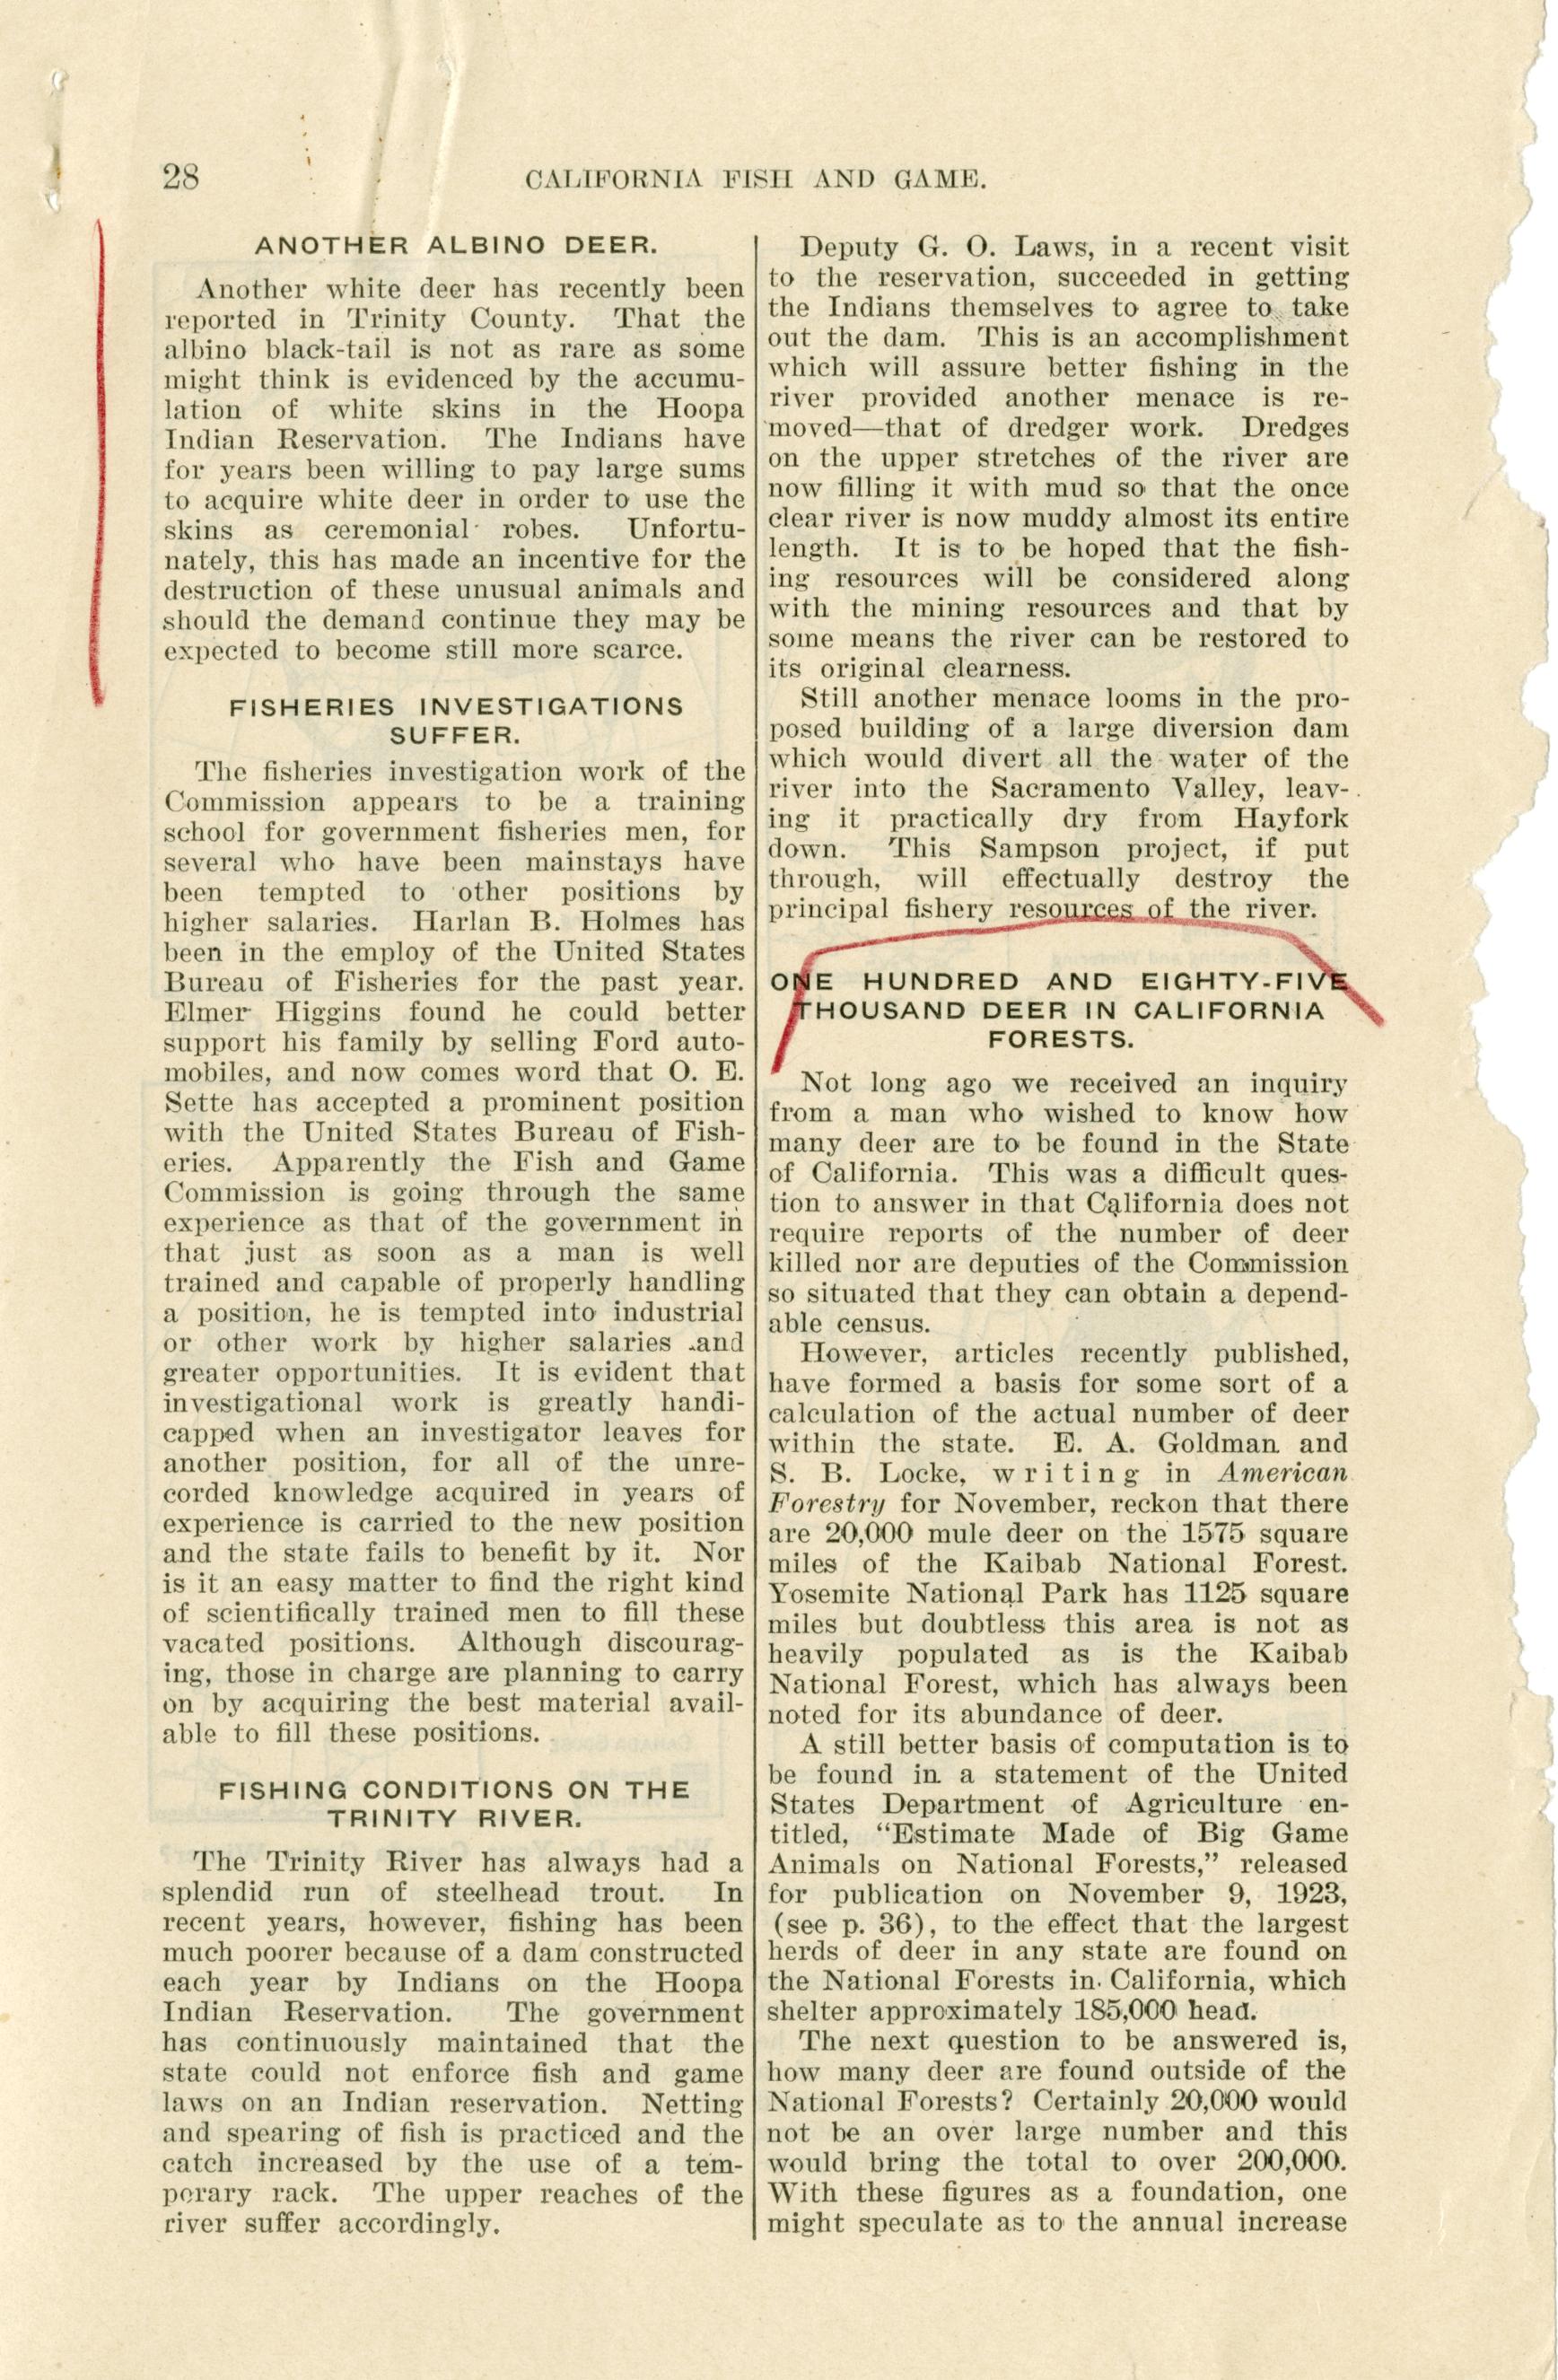 28
CALIFORNIA FISH AND GAME.
ANOTHER ALBINO DEER.
Another white deer has recently been
reported in Trinity County. That the
albino black-tail is not as rare as some
might think is evidenced by the accumu-
lation of white skins in the Hoopa
Indian Reservation. The Indians have
for years been willing to pay large sums
to acquire white deer in order to use the
skins as ceremonial robes. Unfortu-
nately, this has made an incentive for the
destruction of these unusual animals and
should the demand continue they may be
expected to become still more scarce.
FISHERIES INVESTIGATIONS
SUFFER.
The fisheries investigation work of the
Commission appears to be a training
school for government fisheries men, for
several who have been mainstays have
been tempted to other positions by
higher salaries. Harlan B. Holmes has
been in the employ of the United States
Bureau of Fisheries for the past year.
Elmer Higgins found he could better
support his family by selling Ford auto-
mobiles, and now comes word that O. E.
Sette has accepted a prominent position
with the United States Bureau of Fish-
eries. Apparently the Fish and Game
Commission is going through the same
experience as that of the government in
that just as soon as a man is well
trained and capable of properly handling
a position, he is tempted into industrial
or other work by higher salaries and
greater opportunities. It is evident that
investigational work is greatly handi-
capped when an investigator leaves for
another position, for all of the unre-
corded knowledge acquired in years of
experience is carried to the new position
and the state fails to benefit by it. Nor
is it an easy matter to find the right kind
of scientifically trained men to fill these
vacated positions. Although discourag-
ing, those in charge are planning to carry
on by acquiring the best material avail-
able to fill these positions.
FISHING CONDITIONS ON THE
TRINITY RIVER.
The Trinity River has always had a
splendid run of steelhead trout. In
recent years, however, fishing has been
much poorer because of a dam constructed
each year by Indians on the Hoopa
Indian Reservation. The government
has continuously maintained that the
state could not enforce fish and game
laws on an Indian reservation. Netting
and spearing of fish is practiced and the
catch increased by the use of a tem-
porary rack. The upper reaches of the
river suffer accordingly.
Deputy G. O. Laws, in a recent visit
to the reservation, succeeded in getting
the Indians themselves to agree to take
out the dam. This is an accomplishment
which will assure better fishing in the
river provided another menace is re-
moved—that of dredger work. Dredges
on the upper stretches of the river are
now filling it with mud so that the once
clear river is now muddy almost its entire
length. It is to be hoped that the fish-
ing resources will be considered along
with the mining resources and that by
some means the river can be restored to
its original clearness.
Still another menace looms in the pro-
posed building of a large diversion dam
which would divert all the water of the
river into the Sacramento Valley, leav-
ing it practically dry from Hayfork
down. This Sampson project, if put
through, will effectually destroy the
principal fishery resources of the river.
ONE HUNDRED AND EIGHTY-FIVE
THOUSAND DEER IN CALIFORNIA
FORESTS.
Not long ago we received an inquiry
from a man who wished to know how
many deer are to be found in the State
of California. This was a difficult ques-
tion to answer in that California does not
require reports of the number of deer
killed nor are deputies of the Commission
so situated that they can obtain a depend-
able census.
However, articles recently published,
have formed a basis for some sort of a
calculation of the actual number of deer
within the state. E. A. Goldman and
S. B. Locke, writing in American
Forestry for November, reckon that there
are 20,000 mule deer on the 1575 square
miles of the Kaibab National Forest.
Yosemite National Park has 1125 square
miles but doubtless this area is not as
heavily populated as is the Kaibab
National Forest, which has always been
noted for its abundance of deer.
A still better basis of computation is to
be found in a statement of the United
States Department of Agriculture en-
titled, “Estimate Made of Big Game
Animals on National Forests,” released
for publication on November 9, 1923,
(see p. 36), to the effect that the largest
herds of deer in any state are found on
the National Forests in California, which
shelter approximately 185,000 head.
The next question to be answered is,
how many deer are found outside of the
National Forests? Certainly 20,000 would
not be an over large number and this
would bring the total to over 200,000.
With these figures as a foundation, one
might speculate as to the annual increase